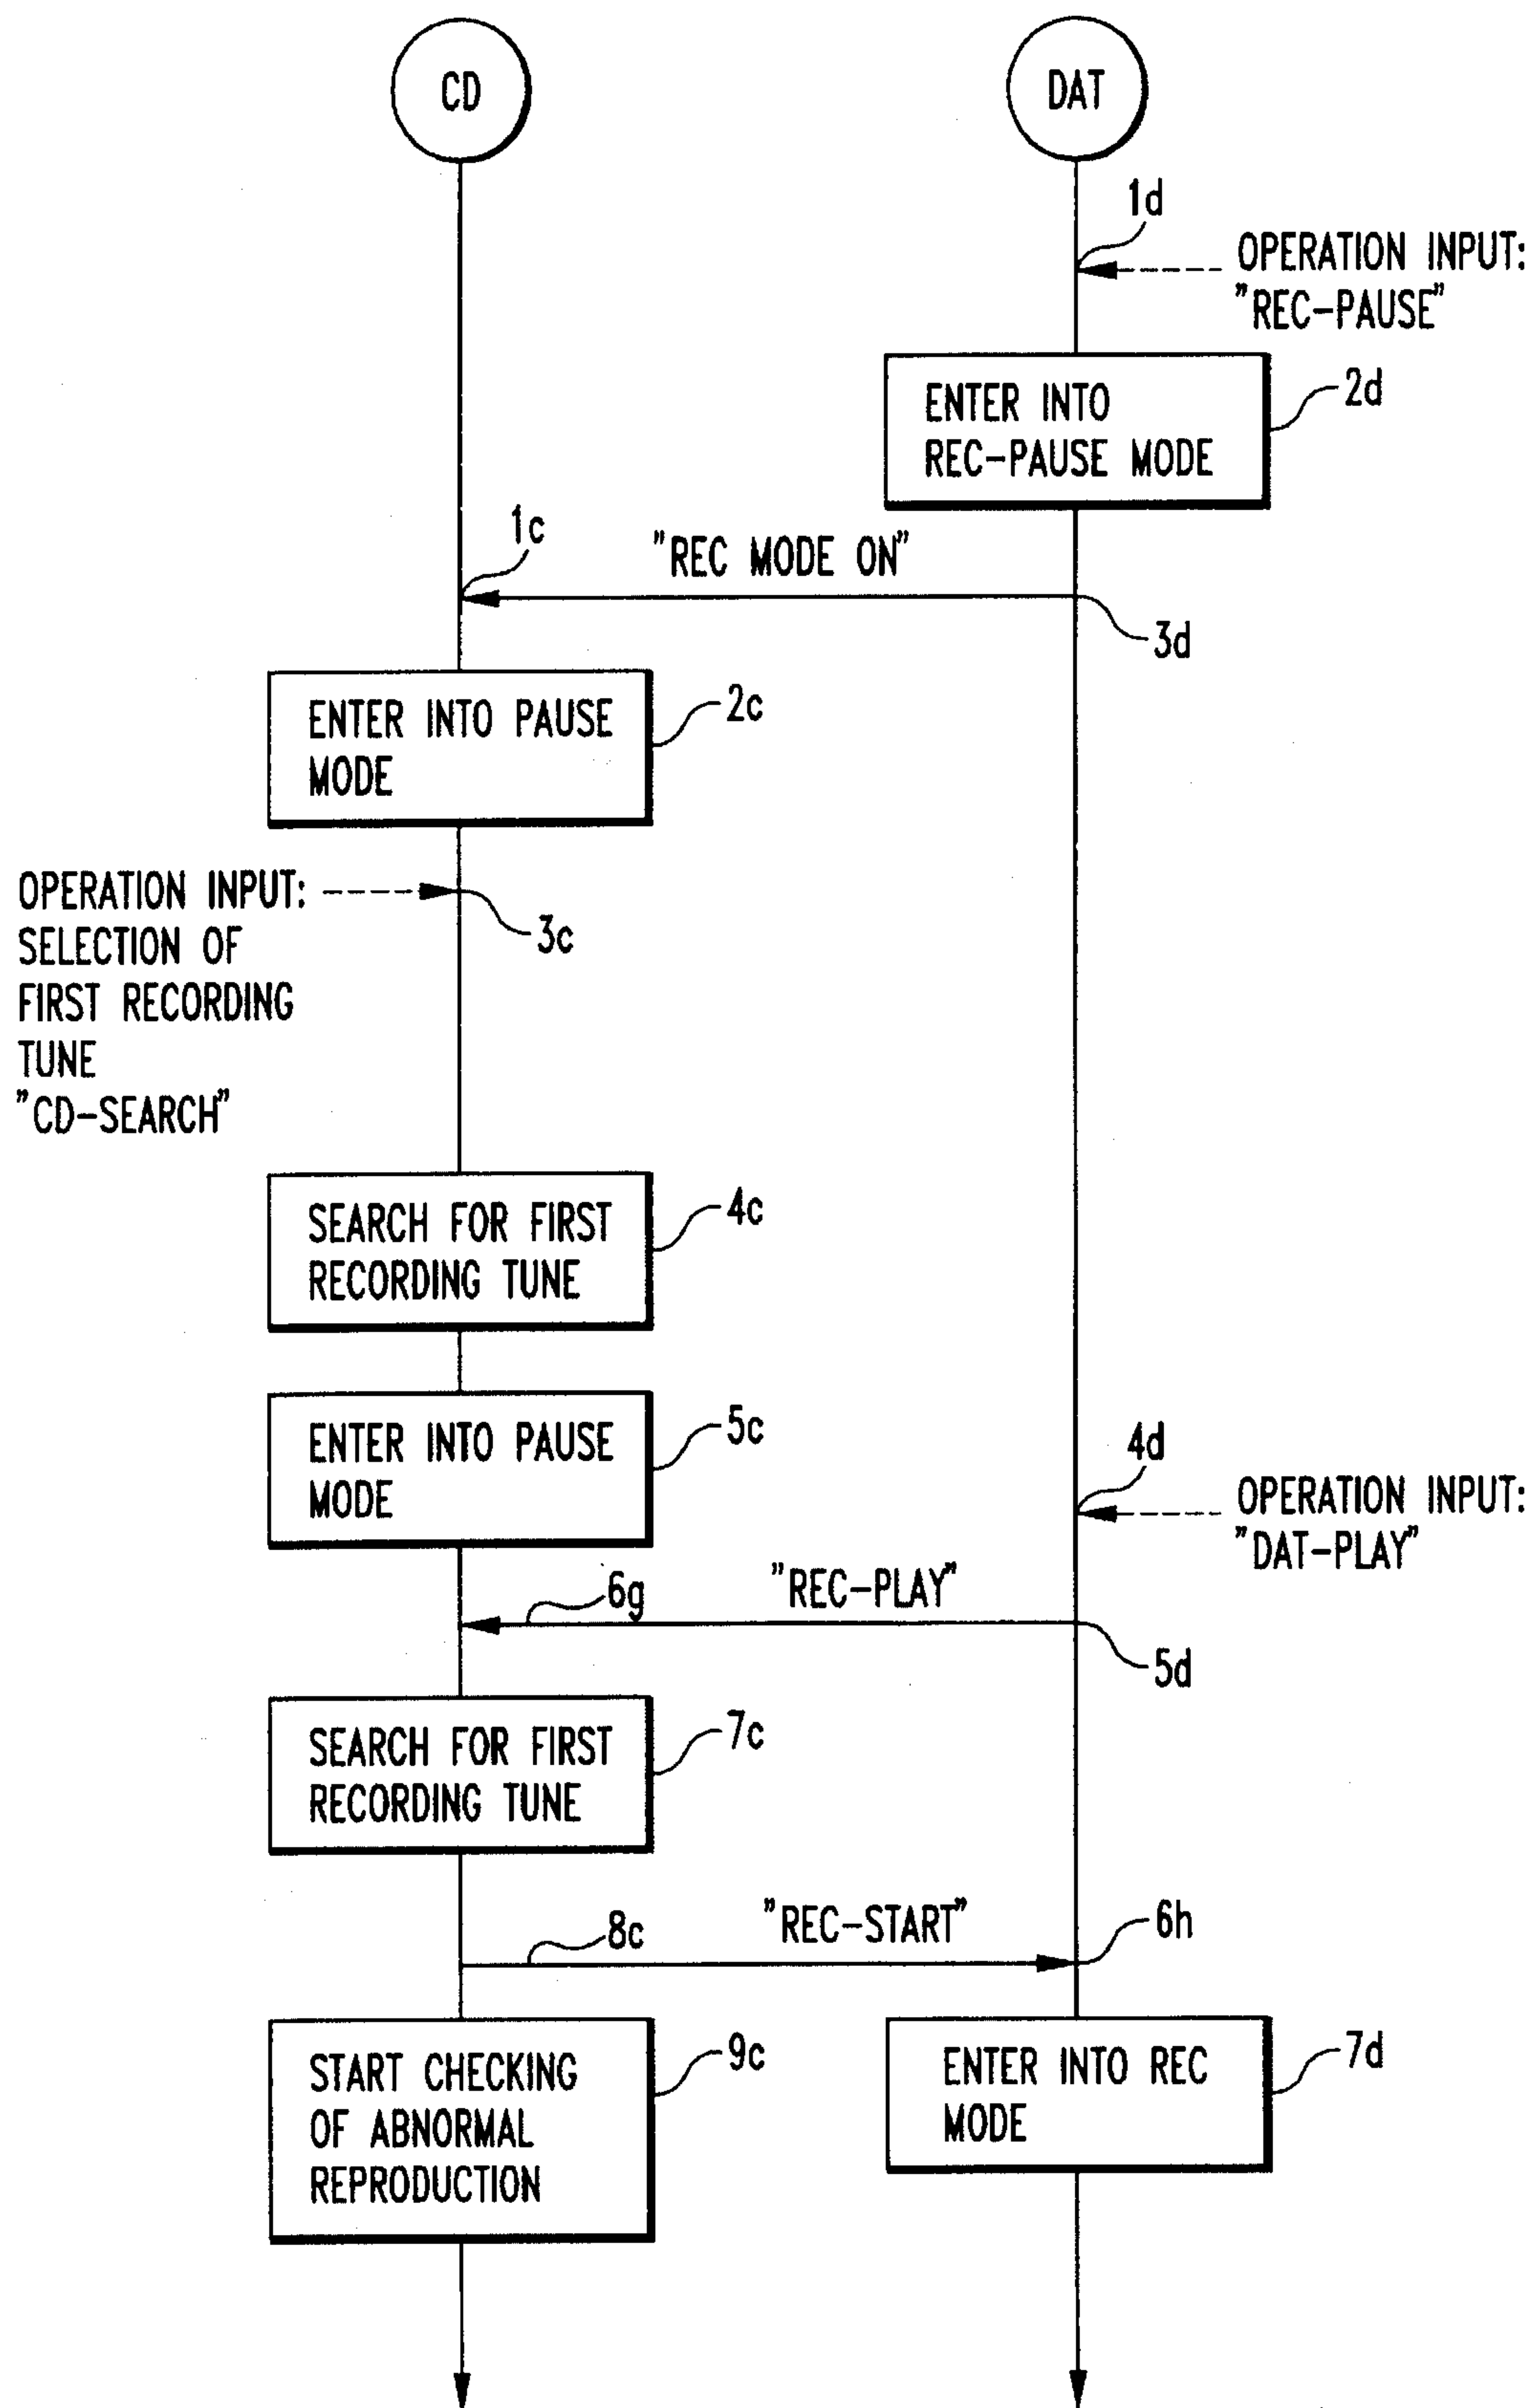 CD
DAT
1d
OPERATION INPUT:
"REC-PAUSE"
ENTER INTO
REC-PAUSE MODE
2d
1c
"REC MODE ON"
3d
ENTER INTO PAUSE
MODE
2c
OPERATION INPUT:
SELECTION OF
FIRST RECORDING
TUNE
"CD-SEARCH"
3c
SEARCH FOR FIRST
RECORDING TUNE
4c
ENTER INTO PAUSE
MODE
5c
4d
OPERATION INPUT:
"DAT-PLAY"
6g
"REC-PLAY"
5d
SEARCH FOR FIRST
RECORDING TUNE
7c
8c
"REC-START"
6h
START CHECKING
OF ABNORMAL
REPRODUCTION
9c
ENTER INTO REC
MODE
7d